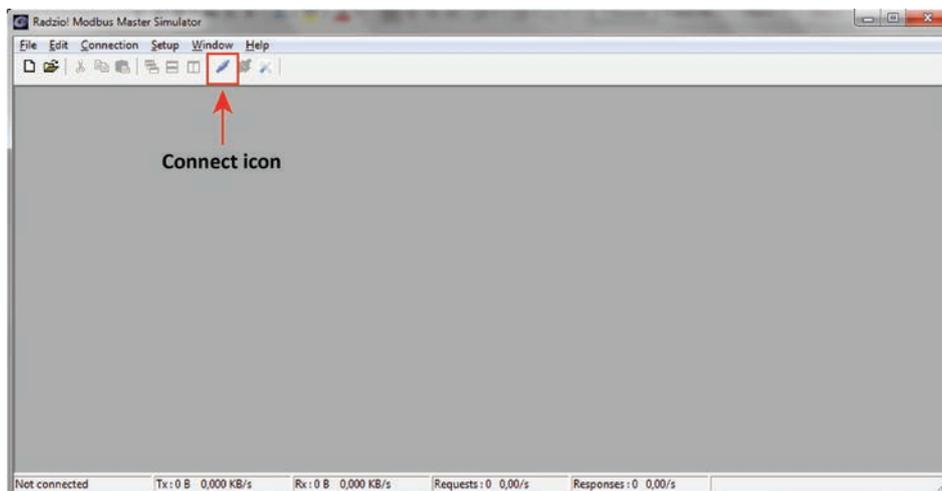 Radzio! Modbus Master Simulator
File Edit Connection Setup Window Help
Connect icon
Not connected Tx : 0 B 0,000 KB/s Rx : 0 B 0,000 KB/s Requests : 0 0,00/s Responses : 0 0,00/s